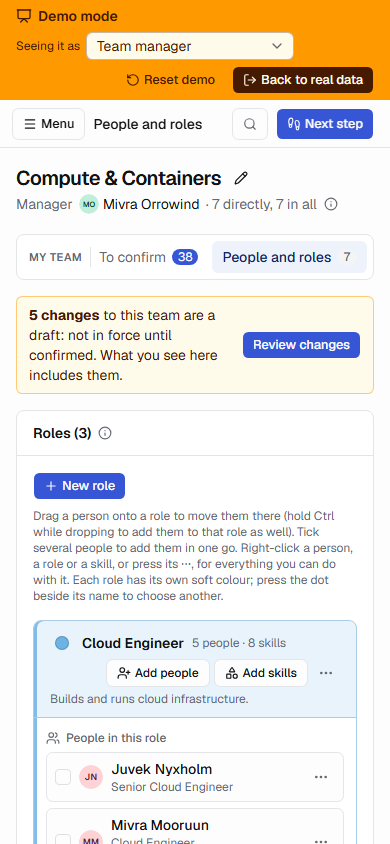 Demo mode
Seeing it as Team manager
Reset demo Back to real data
Menu People and roles Next step
Compute & Containers
Manager MO Mivra Orrowind · 7 directly, 7 in all
MY TEAM To confirm 38 People and roles 7
5 changes to this team are a
draft: not in force until
confirmed. What you see here
includes them.
Review changes
Roles (3)
New role
Drag a person onto a role to move them there (hold Ctrl
while dropping to add them to that role as well). Tick
several people to add them in one go. Right-click a person,
a role or a skill, or press its ···, for everything you can do
with it. Each role has its own soft colour; press the dot
beside its name to choose another.
Cloud Engineer 5 people · 8 skills
Add people Add skills ···
Builds and runs cloud infrastructure.
People in this role
JN Juvek Nyxholm
Senior Cloud Engineer
MM Mivra Mooruun
Cloud Engineer